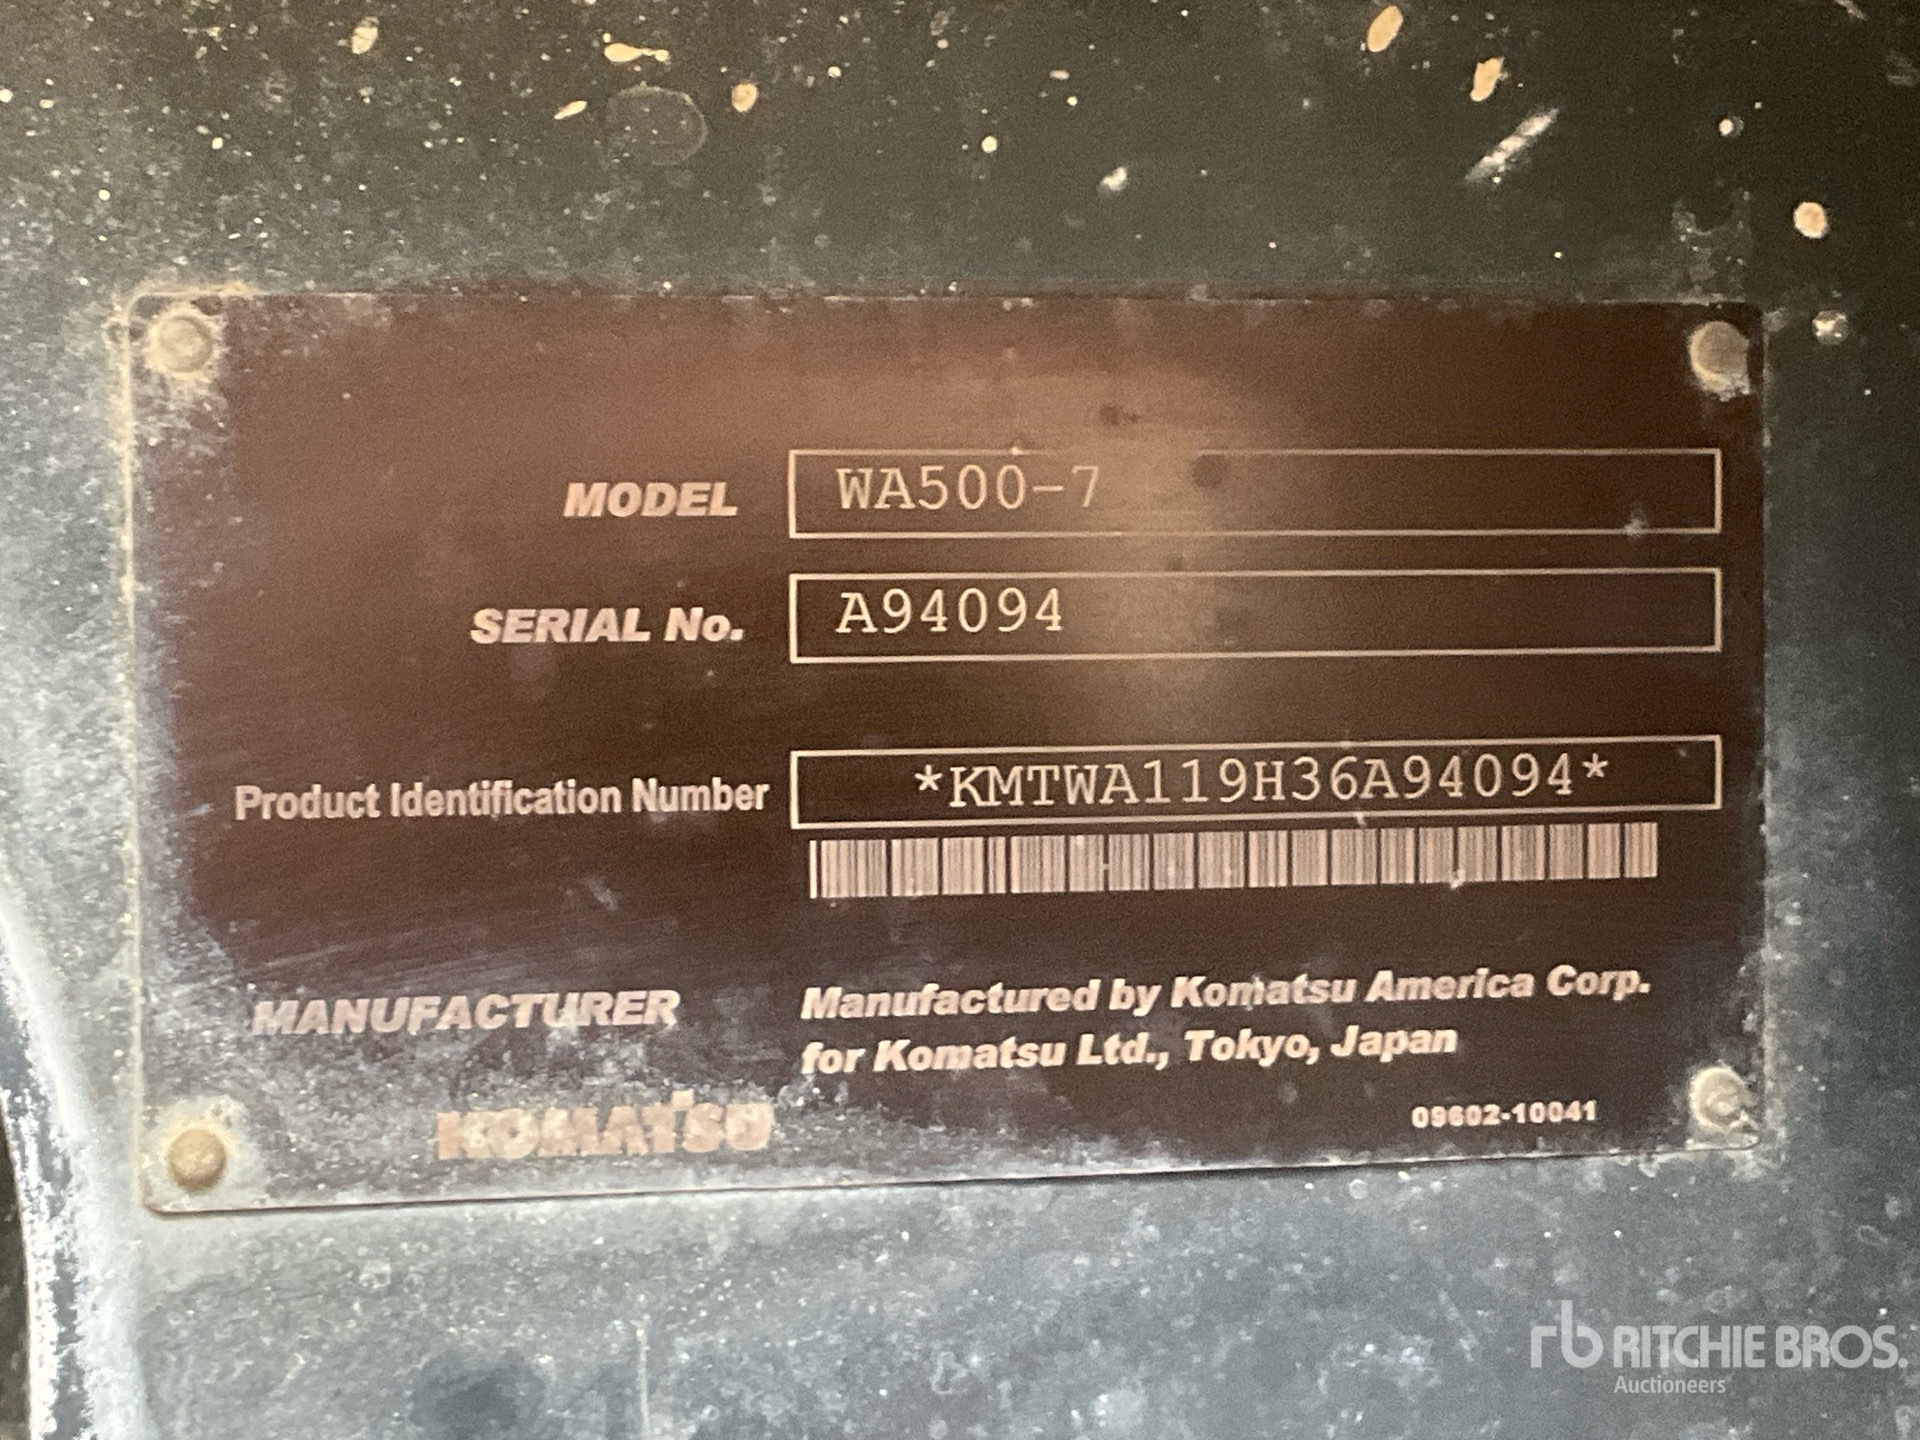 MODEL WA500-7
SERIAL No. A94094
Product Identification Number *KMTWA119H36A94094*
MANUFACTURER Manufactured by Komatsu America Corp.
for Komatsu Ltd., Tokyo, Japan
KOMATSU
09602-10041
rb RITCHIE BROS.
Auctioneers